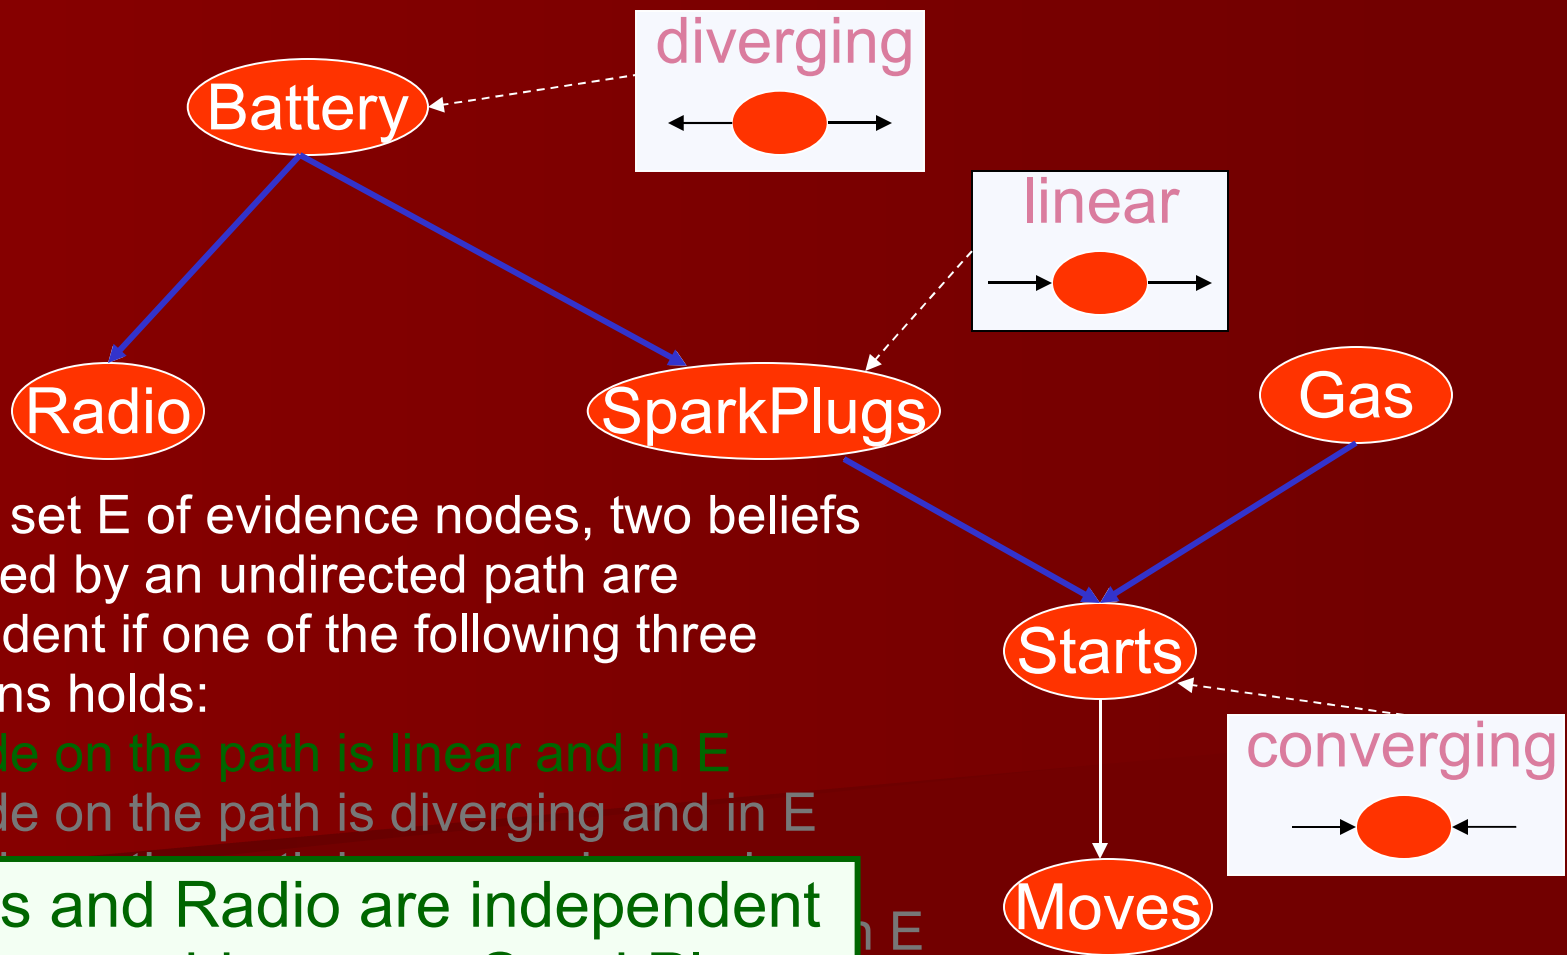 diverging
Battery
linear
Radio
SparkPlugs
Gas
set E of evidence nodes, two beliefs
ed by an undirected path are
dent if one of the following three
ns holds:
Starts
de on the path is linear and in E
converging
de on the path is diverging and in E
s and Radio are independent
n E
Moves